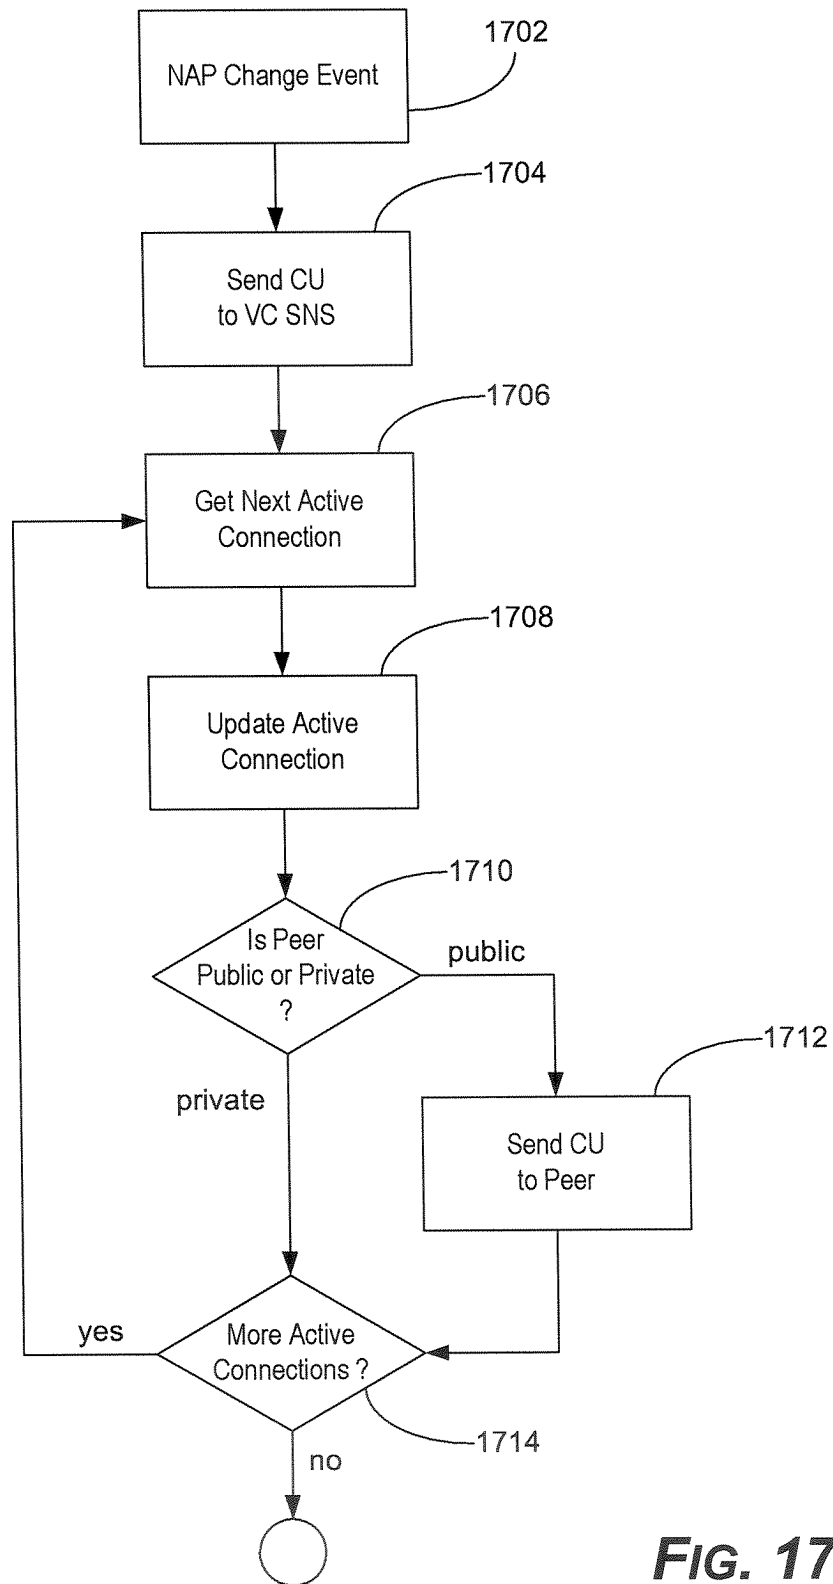 NAP Change Event
1702
1704
Send CU
to VC SNS
1706
Get Next Active
Connection
1708
Update Active
Connection
1710
Is Peer
Public or Private
?
public
1712
private
Send CU
to Peer
yes
More Active
Connections ?
1714
no
FIG. 17